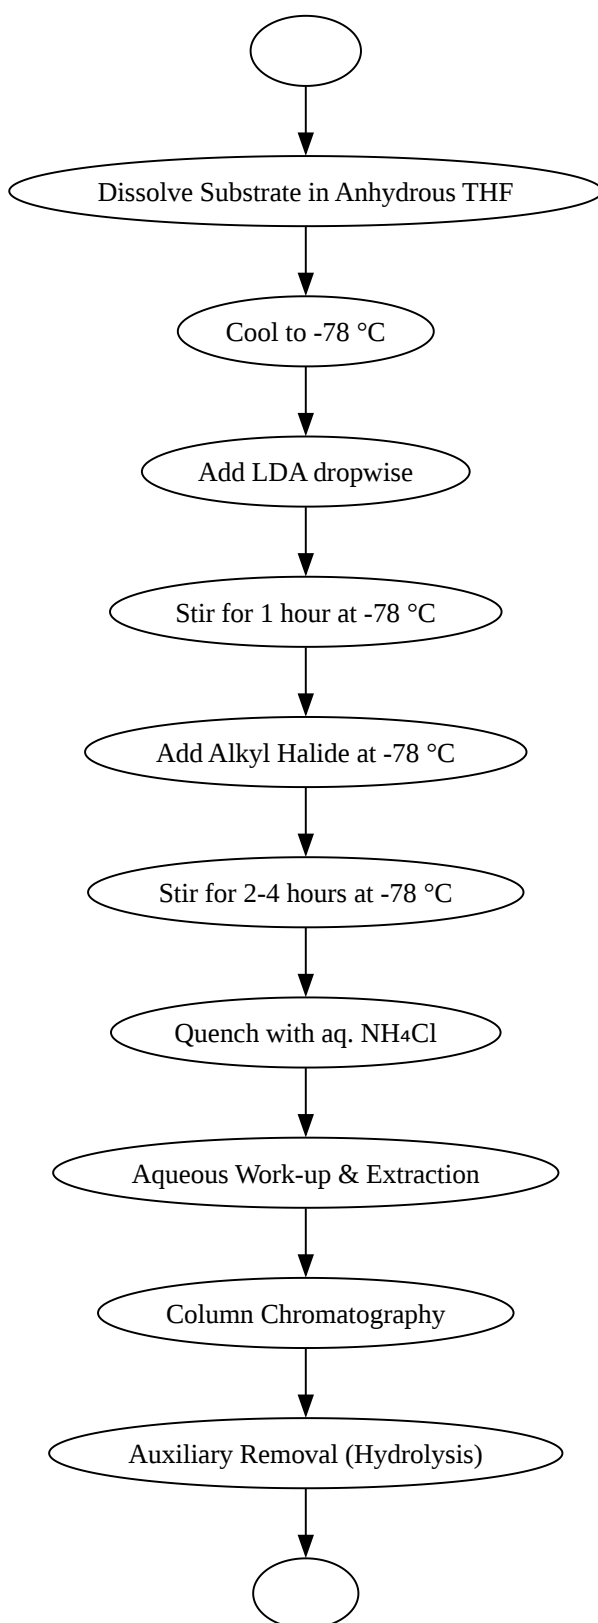 Dissolve Substrate in Anhydrous THF
Cool to -78 °C
Add LDA dropwise
Stir for 1 hour at -78 °C
Add Alkyl Halide at -78 °C
Stir for 2-4 hours at -78 °C
Quench with aq. NH₄Cl
Aqueous Work-up & Extraction
Column Chromatography
Auxiliary Removal (Hydrolysis)